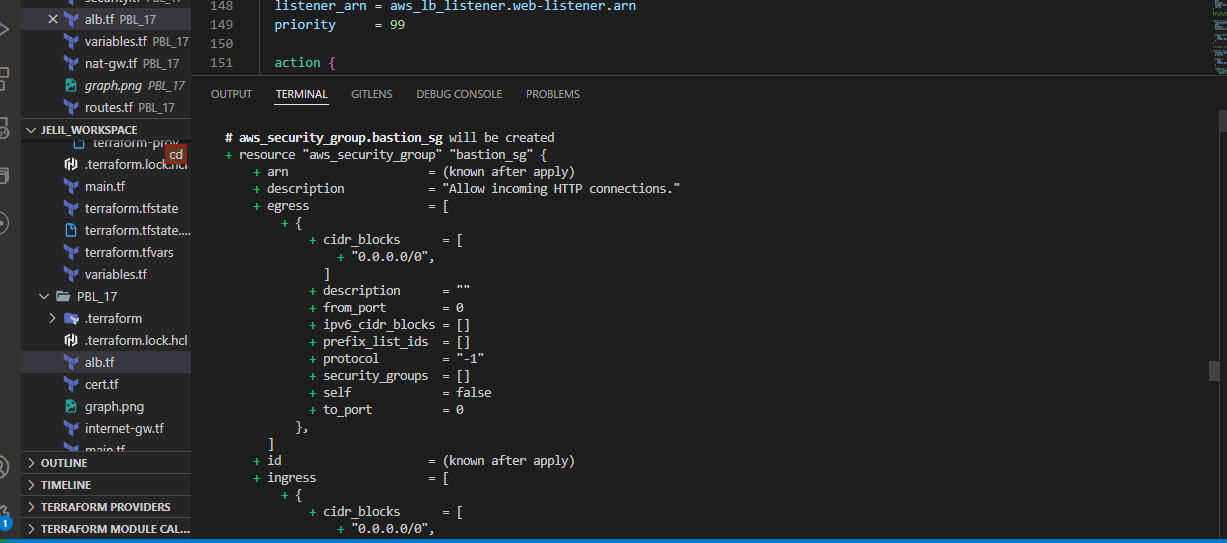 security.tf PBL_17
alb.tf PBL_17
variables.tf PBL_17
nat-gw.tf PBL_17
graph.png PBL_17
routes.tf PBL_17
JELIL_WORKSPACE
terraform-prov
cd
.terraform.lock.hcl
main.tf
terraform.tfstate
terraform.tfstate....
terraform.tfvars
variables.tf
PBL_17
.terraform
.terraform.lock.hcl
alb.tf
cert.tf
graph.png
internet-gw.tf
main.tf
OUTLINE
TIMELINE
TERRAFORM PROVIDERS
TERRAFORM MODULE CAL...
1
148 listener_arn = aws_lb_listener.web-listener.arn
149 priority     = 99
150
151 action {
OUTPUT TERMINAL GITLENS DEBUG CONSOLE PROBLEMS
# aws_security_group.bastion_sg will be created
+ resource "aws_security_group" "bastion_sg" {
+ arn                    = (known after apply)
+ description            = "Allow incoming HTTP connections."
+ egress                 = [
+ {
+ cidr_blocks      = [
+ "0.0.0.0/0",
]
+ description      = ""
+ from_port        = 0
+ ipv6_cidr_blocks = []
+ prefix_list_ids  = []
+ protocol         = "-1"
+ security_groups  = []
+ self             = false
+ to_port          = 0
},
]
+ id                     = (known after apply)
+ ingress                = [
+ {
+ cidr_blocks      = [
+ "0.0.0.0/0",